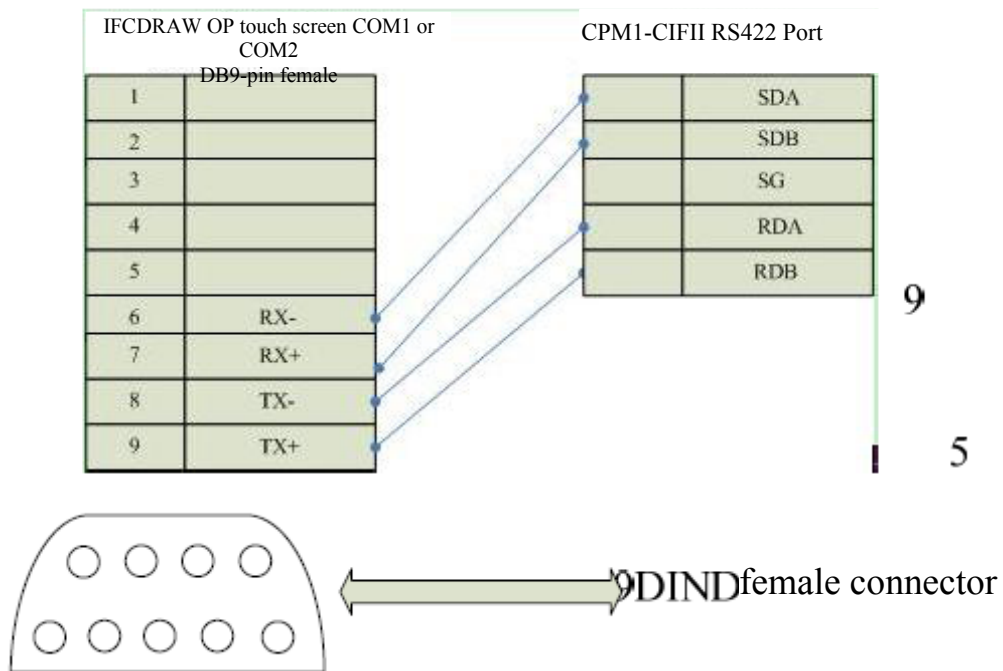 IFCDRAW OP touch screen COM1 or
COM2
DB9-pin female
CPM1-CIFII RS422 Port
1
2
3
4
5
6 RX-
7 RX+
8 TX-
9 TX+
SDA
SDB
SG
RDA
RDB
9
5
9DIND female connector